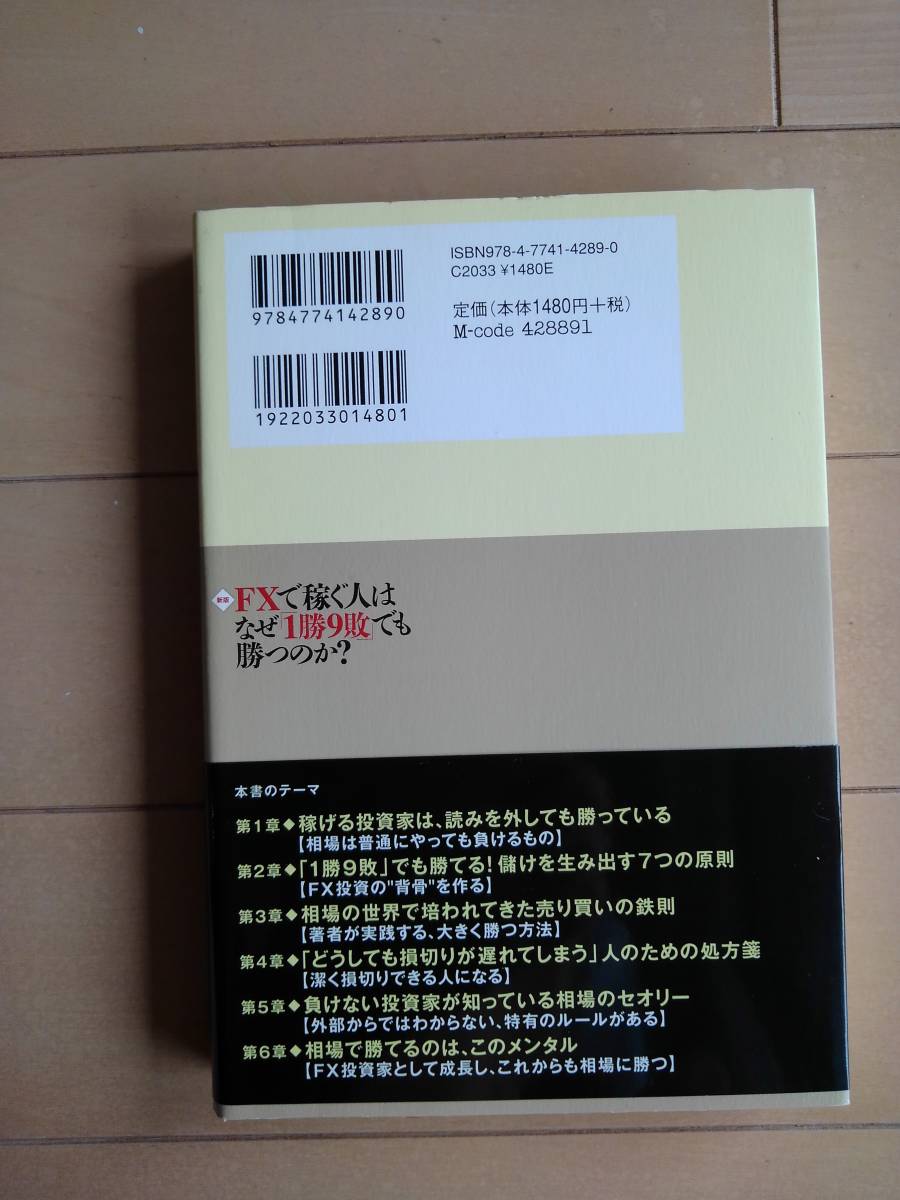 ISBN978-4-7741-4289-0
C2033 ¥1480E
9784774142890
定価(本体1480円+税)
M-code 428891
1922033014801
新版
FXで稼ぐ人は
なぜ「1勝9敗」でも
勝つのか?
本書のテーマ
第1章◆稼げる投資家は、読みを外しても勝っている
【相場は普通にやっても負けるもの】
第2章◆「1勝9敗」でも勝てる!儲けを生み出す7つの原則
【FX投資の"背骨"を作る】
第3章◆相場の世界で培われてきた売り買いの鉄則
【著者が実践する、大きく勝つ方法】
第4章◆「どうしても損切りが遅れてしまう」人のための処方箋
【潔く損切りできる人になる】
第5章◆負けない投資家が知っている相場のセオリー
【外部からではわからない、特有のルールがある】
第6章◆相場で勝てるのは、このメンタル
【FX投資家として成長し、これからも相場に勝つ】